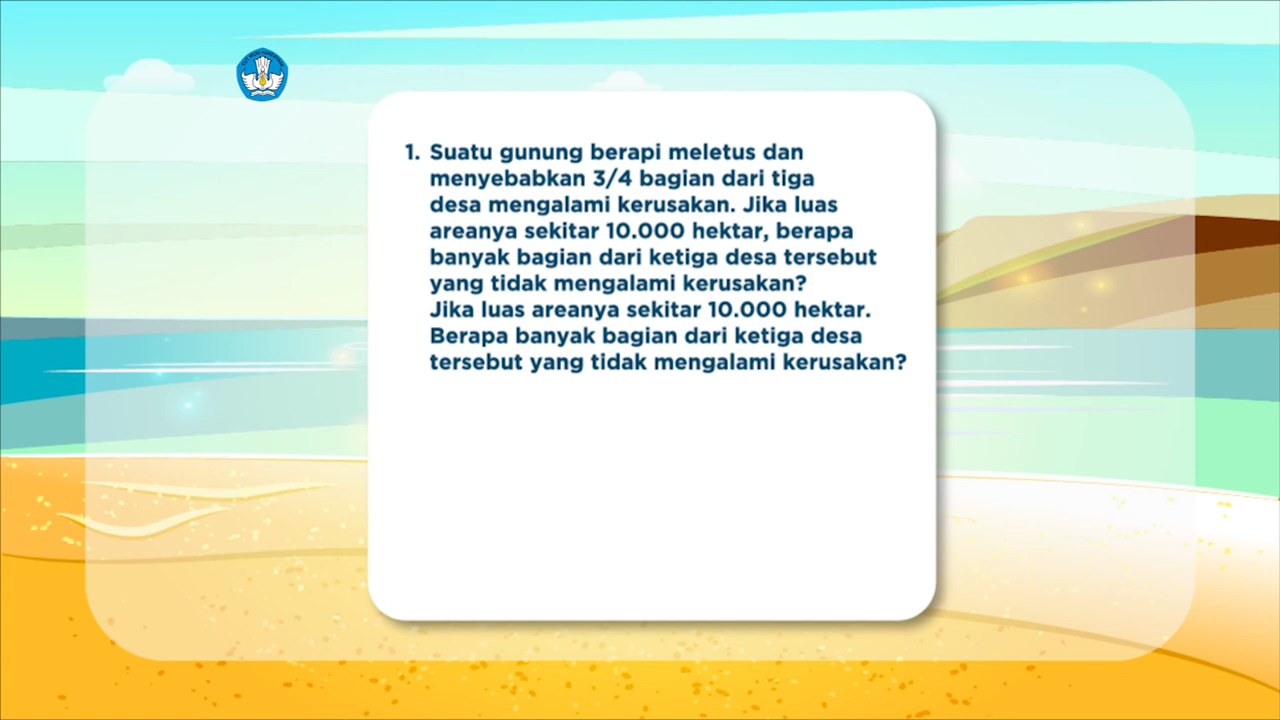 1. Suatu gunung berapi meletus dan
menyebabkan 3/4 bagian dari tiga
desa mengalami kerusakan. Jika luas
areanya sekitar 10.000 hektar, berapa
banyak bagian dari ketiga desa tersebut
yang tidak mengalami kerusakan?
Jika luas areanya sekitar 10.000 hektar.
Berapa banyak bagian dari ketiga desa
tersebut yang tidak mengalami kerusakan?